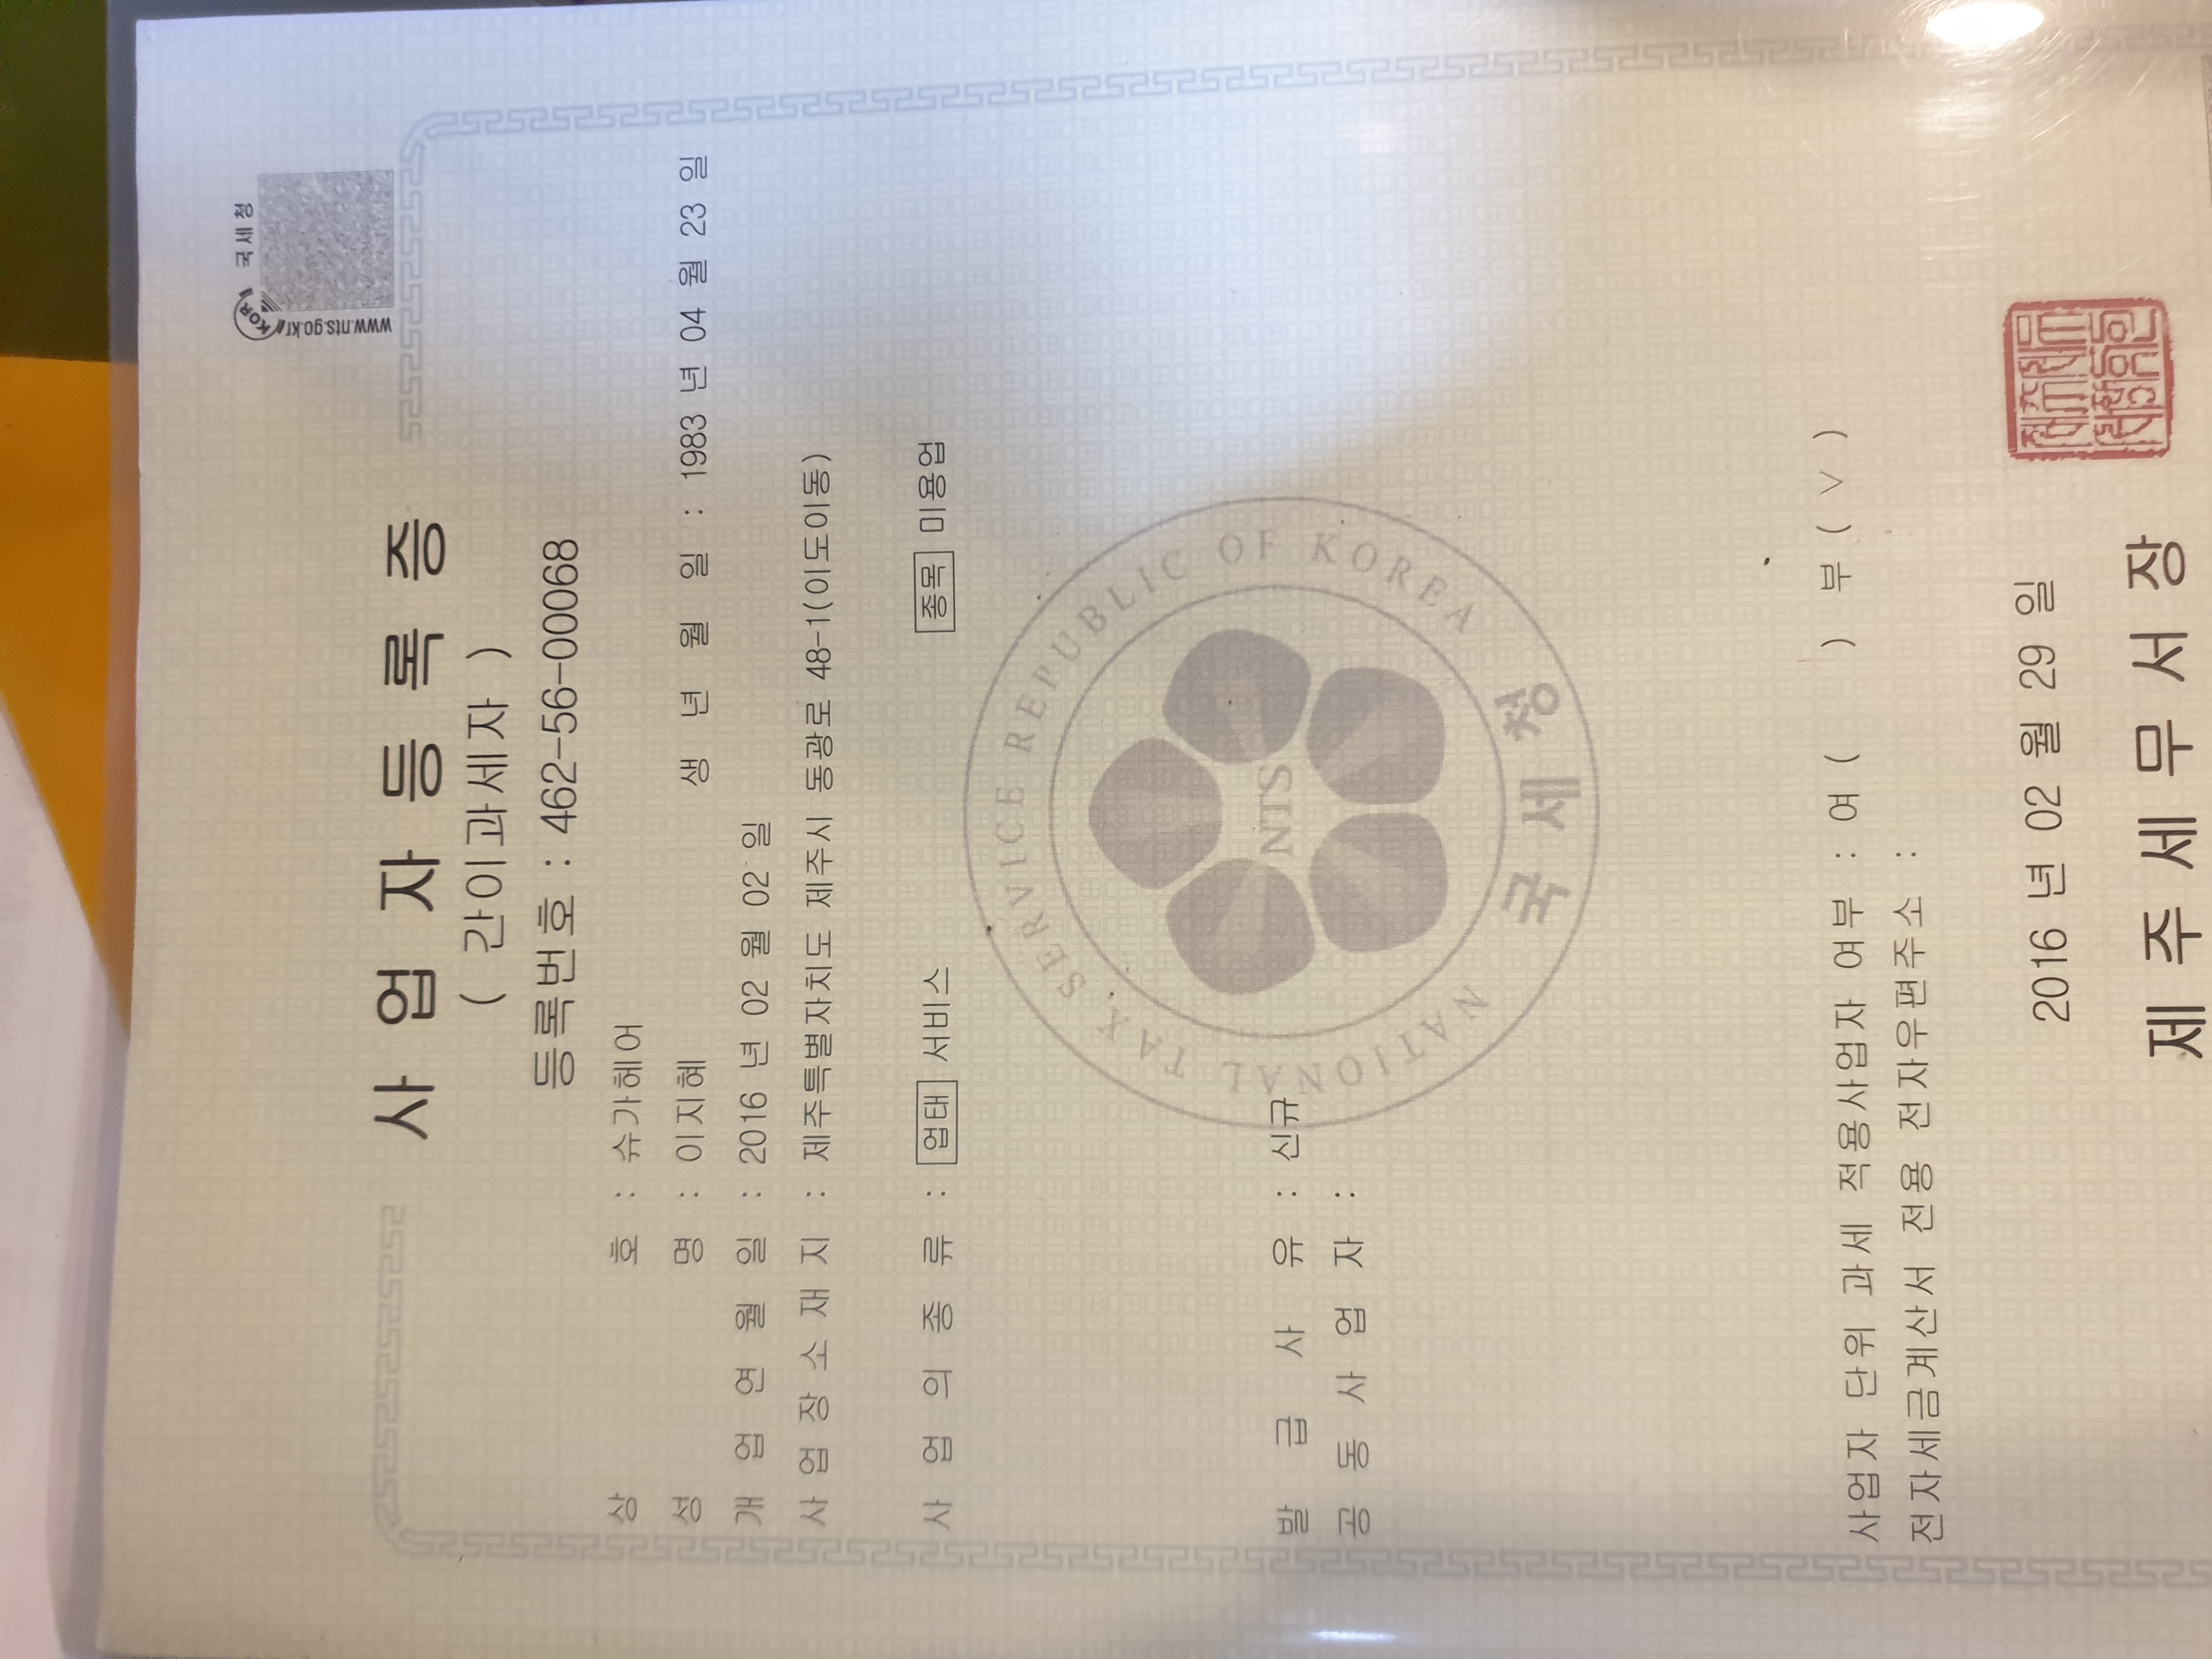 국세청
KOR
www.nts.go.kr
사업자등록증
( 간이과세자 )
등록번호 : 462-56-00068
상 호 : 슈가헤어
성 명 : 이지혜 생 년 월 일 : 1983 년 04 월 23 일
개 업 연 월 일 : 2016 년 02 월 02 일
사 업 장 소 재 지 : 제주특별자치도 제주시 동광로 48-1(이도이동)
사 업 의 종 류 : 업태 서비스 종목 미용업
NATIONAL TAX SERVICE REPUBLIC OF KOREA
NTS
국세청
발 급 사 유 : 신규
공 동 사 업 자 :
사업자 단위 과세 적용사업자 여부 : 여 ( ) 부 ( ∨ )
전자세금계산서 전용 전자우편주소 :
2016 년 02 월 29 일
제 주 세 무 서 장